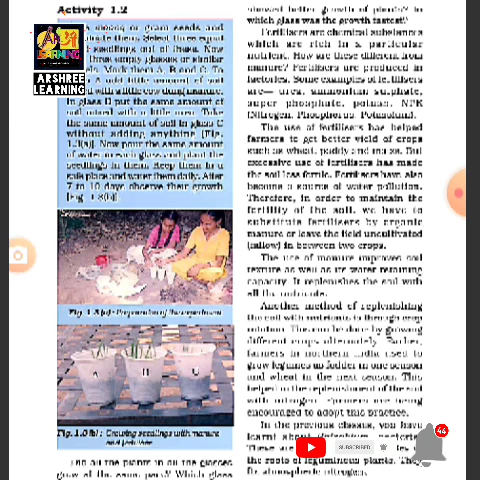 Activity 1.2
moong or gram seeds and
them. Select three equal
seedlings out of these. Now
three empty glasses or similar
Mark them A, B and C. To
add little amount of soil
with a little cow dung manure.
In glass B put the same amount of
soil mixed with a little urea. Take
the same amount of soil in glass C
without adding anything [Fig.
1.3(a)]. Now pour the same amount
of water in each glass and plant the
seedlings in them. Keep them in a
safe place and water them daily. After
7 to 10 days observe their growth
[Fig. 1.3(b)].
Fig. 1.3 (a): Preparation of the experiment
A B C
Fig. 1.3 (b) : Growing seedlings with manure
and fertiliser
Did all the plants in all the glasses
grow at the same pace? Which glass
showed better growth of plants? In
which glass was the growth fastest?
Fertilisers are chemical substances
which are rich in a particular
nutrient. How are these different from
manure? Fertilisers are produced in
factories. Some examples of fertilisers
are— urea, ammonium sulphate,
super phosphate, potash, NPK
(Nitrogen, Phosphorus, Potassium).
The use of fertilisers has helped
farmers to get better yield of crops
such as wheat, paddy and maize. But
excessive use of fertilisers has made
the soil less fertile. Fertilisers have also
become a source of water pollution.
Therefore, in order to maintain the
fertility of the soil, we have to
substitute fertilisers by organic
manure or leave the field uncultivated
(fallow) in between two crops.
The use of manure improves soil
texture as well as its water retaining
capacity. It replenishes the soil with
all the nutrients.
Another method of replenishing
the soil with nutrients is through crop
rotation. This can be done by growing
different crops alternately. Earlier,
farmers in northern India used to
grow legumes as fodder in one season
and wheat in the next season. This
helped in the replenishment of the soil
with nitrogen. Farmers are being
encouraged to adopt this practice.
In the previous classes, you have
learnt about bacteria.
These are
the roots of leguminous plants. They
fix atmospheric nitrogen.
LEARNING
ARSHREE
LEARNING
SUBSCRIBED
44